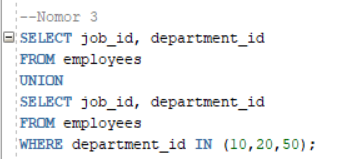 --Nomor 3
SELECT job_id, department_id
FROM employees
UNION
SELECT job_id, department_id
FROM employees
WHERE department_id IN (10,20,50);